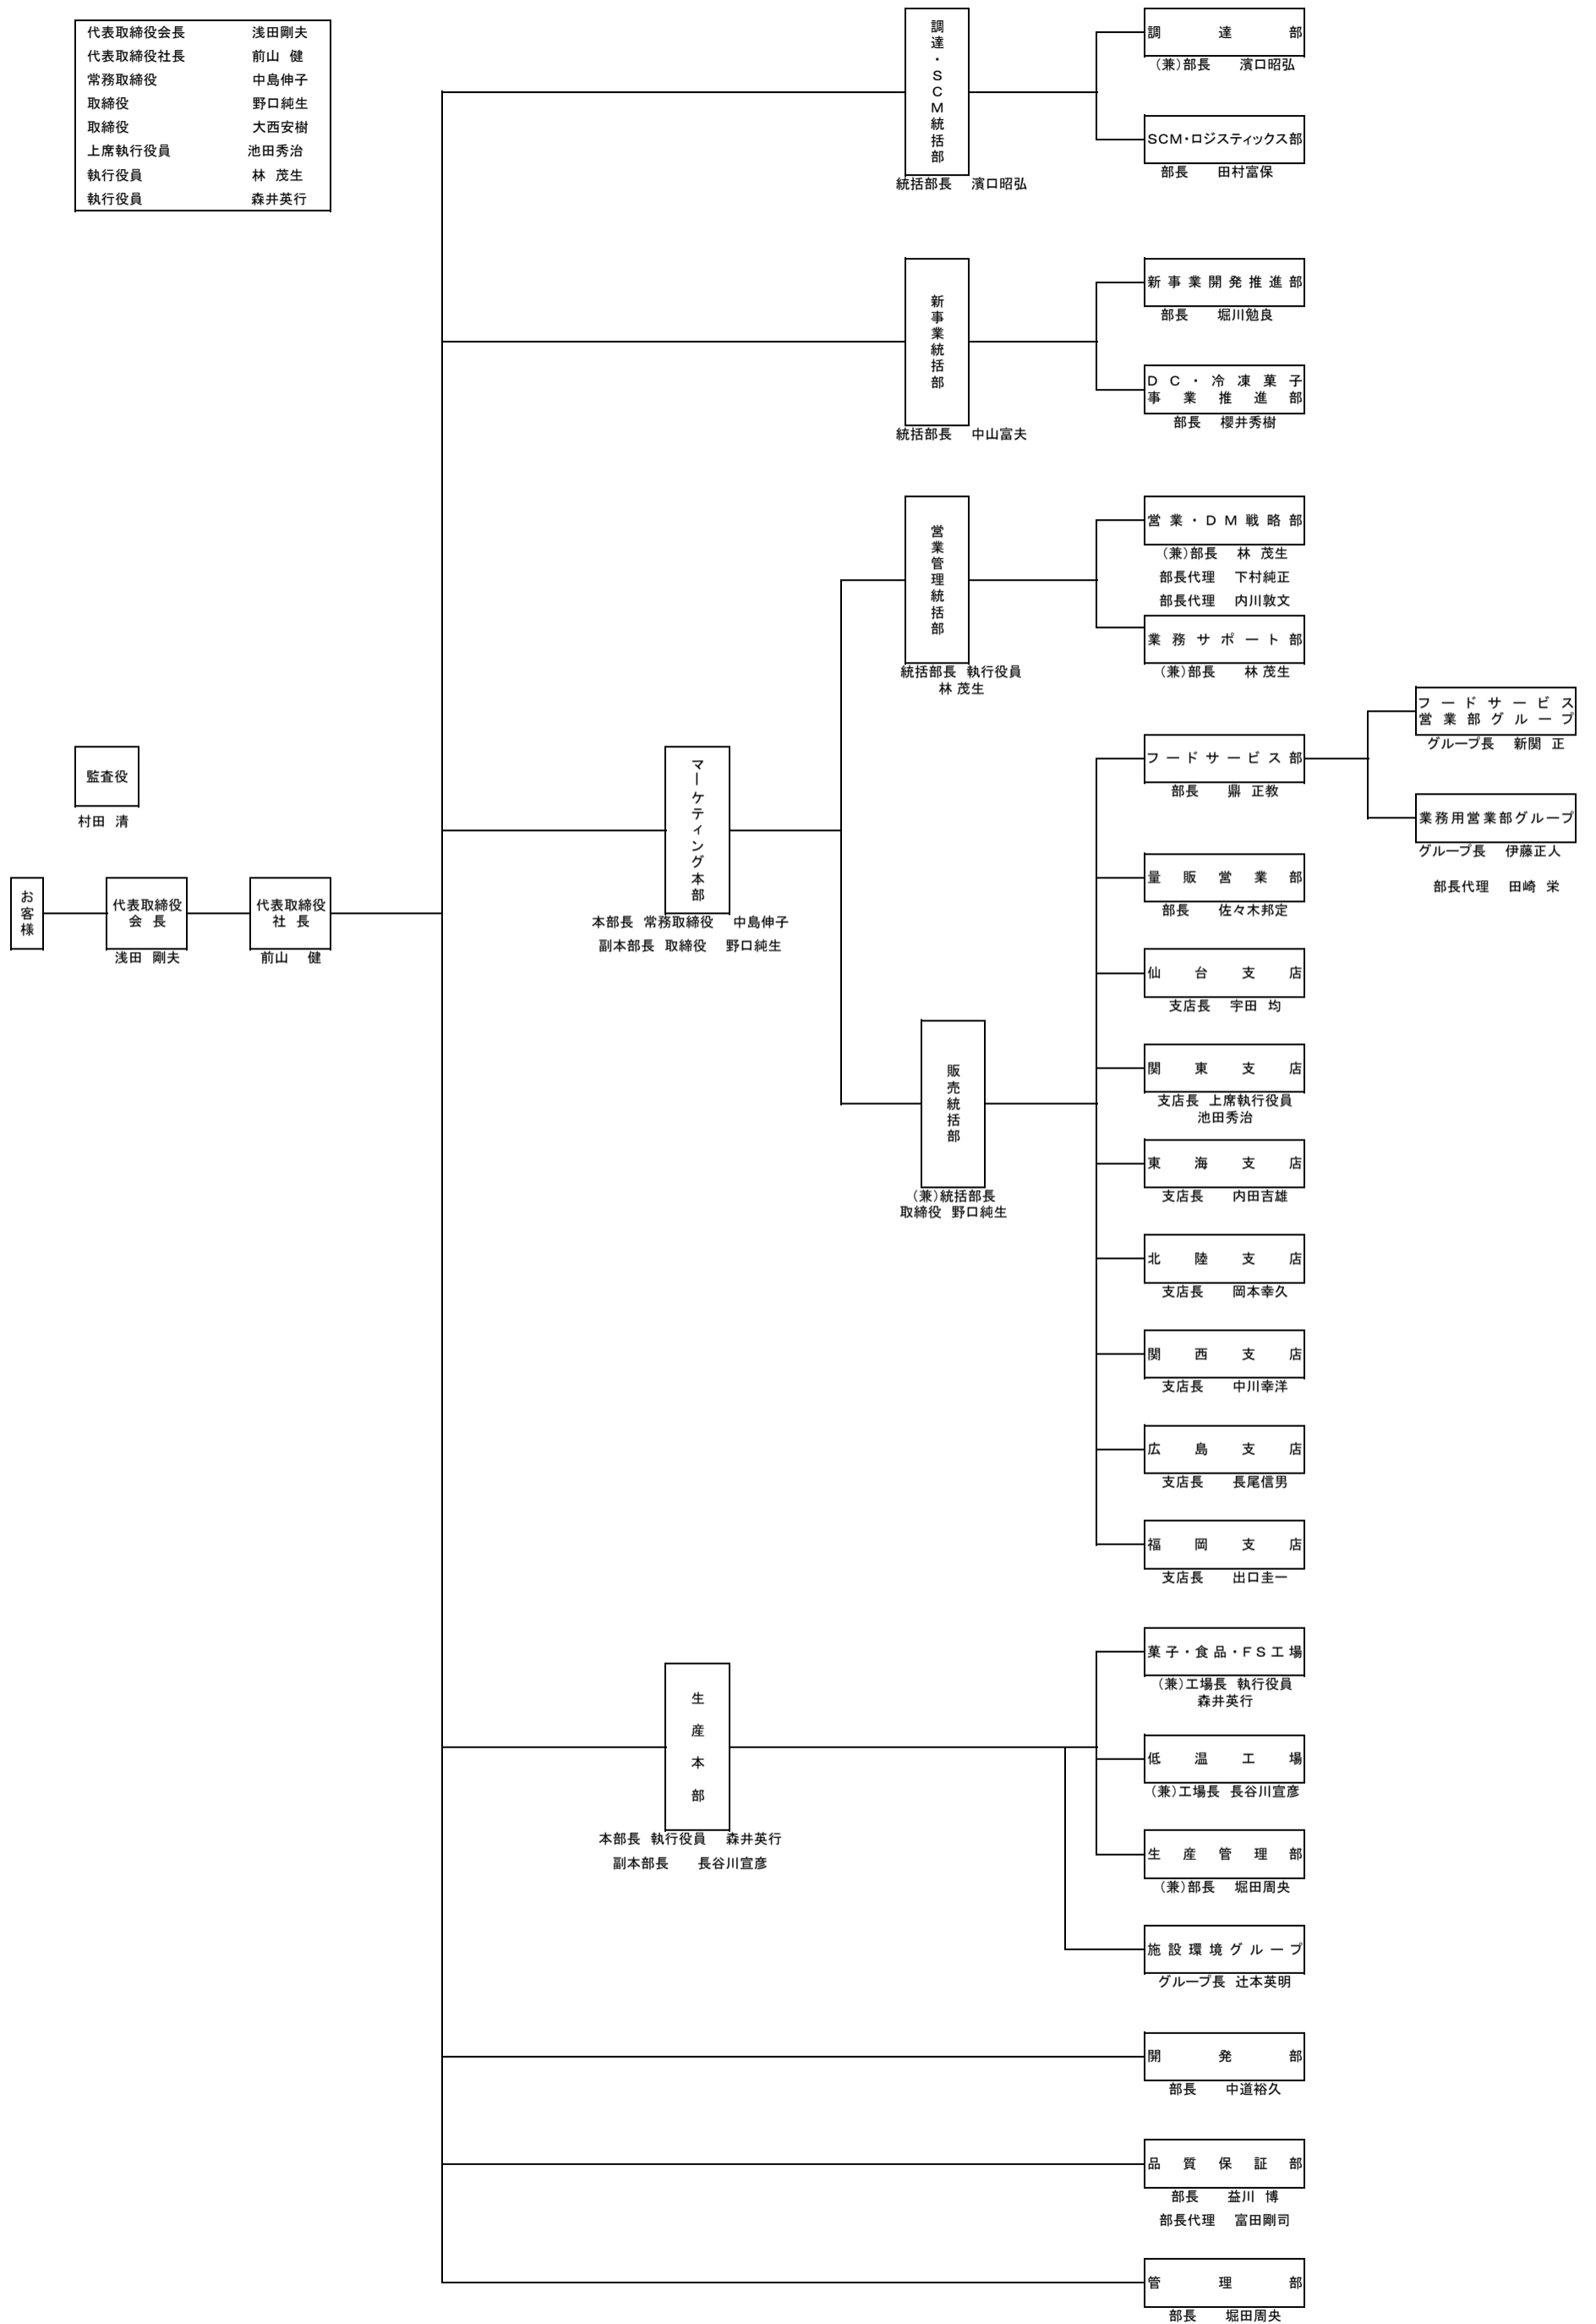 代表取締役会長 浅田剛夫
代表取締役社長 前山 健
常務取締役 中島伸子
取締役 野口純生
取締役 大西安樹
上席執行役員 池田秀治
執行役員 林 茂生
執行役員 森井英行
監査役
村田 清
お客様
代表取締役
会 長
浅田 剛夫
代表取締役
社 長
前山 健
調達・SCM統括部
統括部長 濱口昭弘
調達部
(兼)部長 濱口昭弘
SCM・ロジスティックス部
部長 田村富保
新事業統括部
統括部長 中山富夫
新事業開発推進部
部長 堀川勉良
DC・冷凍菓子
事業推進部
部長 櫻井秀樹
マーケティング本部
本部長 常務取締役 中島伸子
副本部長 取締役 野口純生
営業管理統括部
統括部長 執行役員
林 茂生
営業・DM戦略部
(兼)部長 林 茂生
部長代理 下村純正
部長代理 内川敦文
業務サポート部
(兼)部長 林 茂生
販売統括部
(兼)統括部長
取締役 野口純生
フードサービス部
部長 鼎 正教
フードサービス
営業部グループ
グループ長 新関 正
業務用営業部グループ
グループ長 伊藤正人
部長代理 田崎 栄
量販営業部
部長 佐々木邦定
仙台支店
支店長 宇田 均
関東支店
支店長 上席執行役員
池田秀治
東海支店
支店長 内田吉雄
北陸支店
支店長 岡本幸久
関西支店
支店長 中川幸洋
広島支店
支店長 長尾信男
福岡支店
支店長 出口圭一
生産本部
本部長 執行役員 森井英行
副本部長 長谷川宣彦
菓子・食品・FS工場
(兼)工場長 執行役員
森井英行
低温工場
(兼)工場長 長谷川宣彦
生産管理部
(兼)部長 堀田周央
施設環境グループ
グループ長 辻本英明
開発部
部長 中道裕久
品質保証部
部長 益川 博
部長代理 富田剛司
管理部
部長 堀田周央